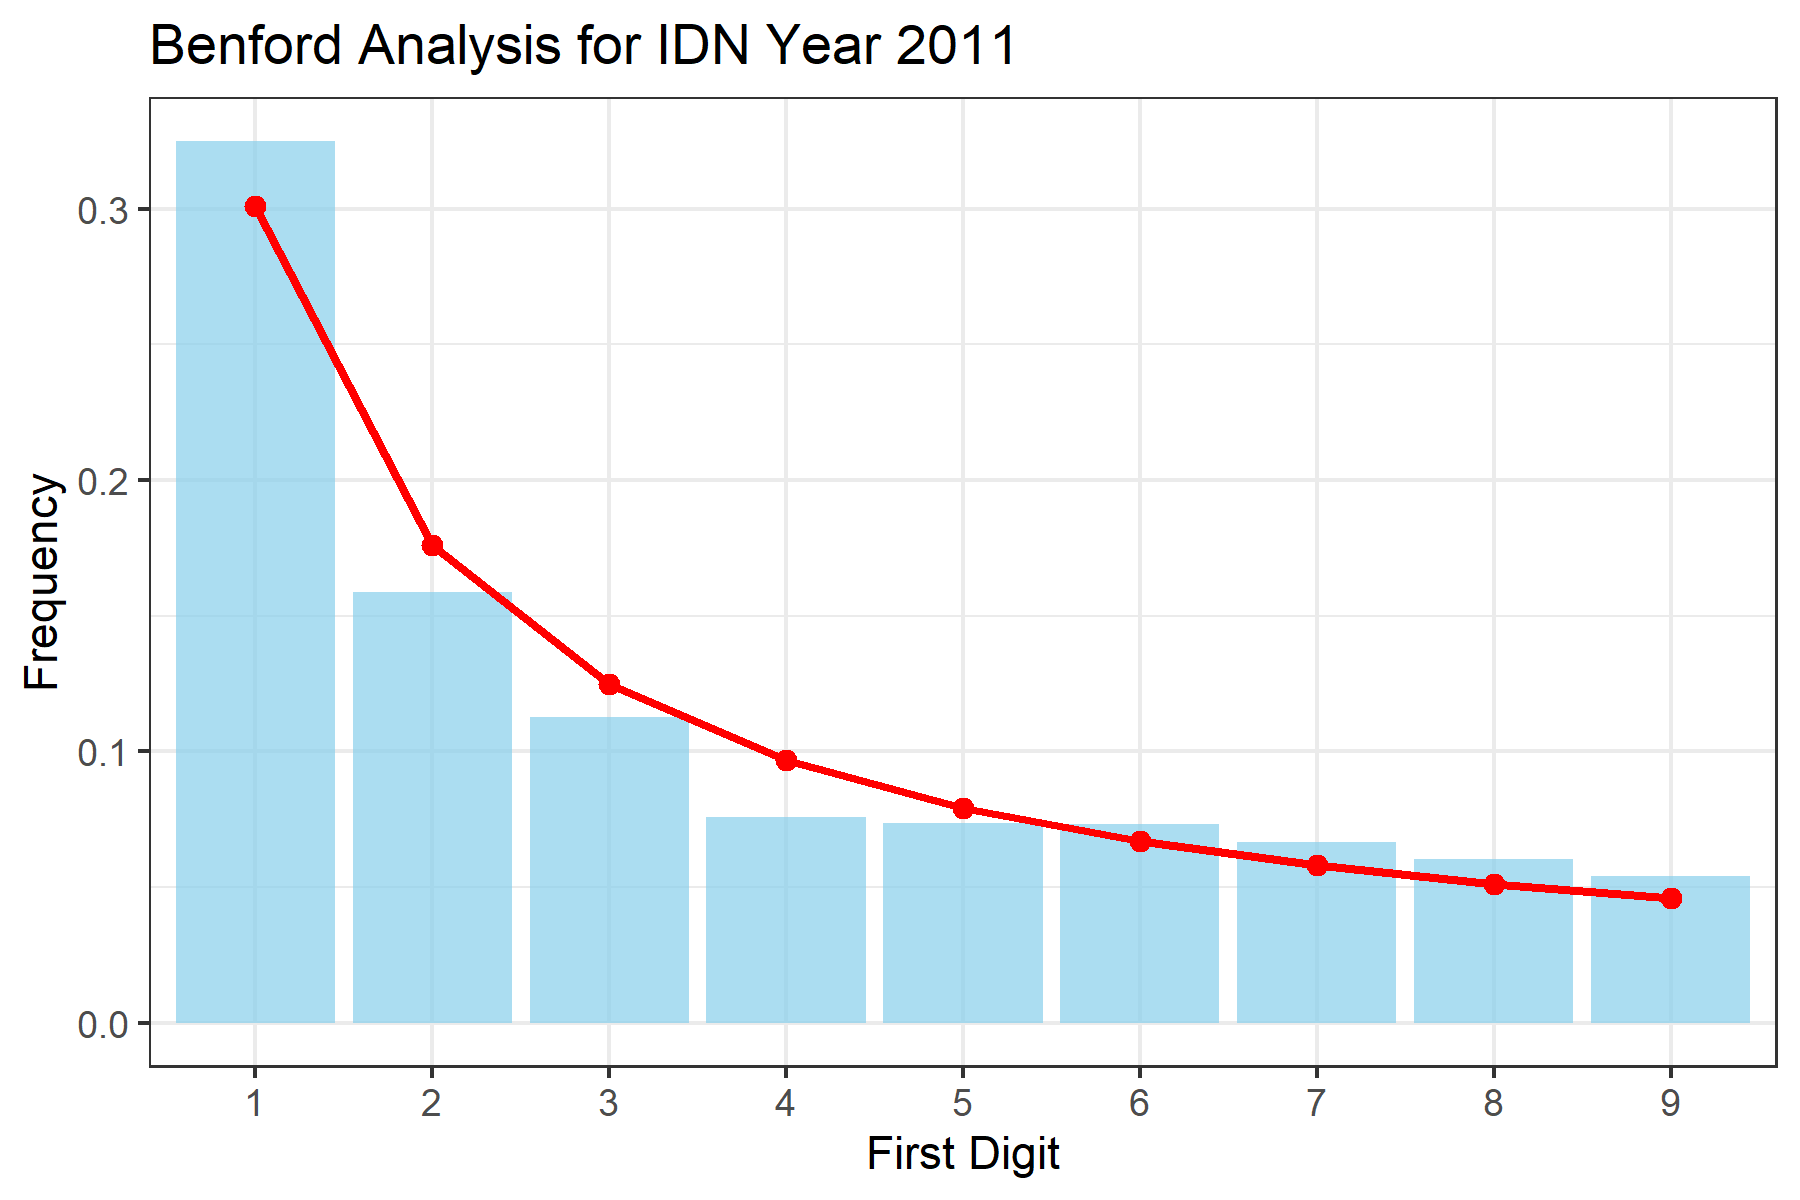 Benford Analysis for IDN Year 2011
Frequency
0.3
0.2
0.1
0.0
1 2 3 4 5 6 7 8 9
First Digit